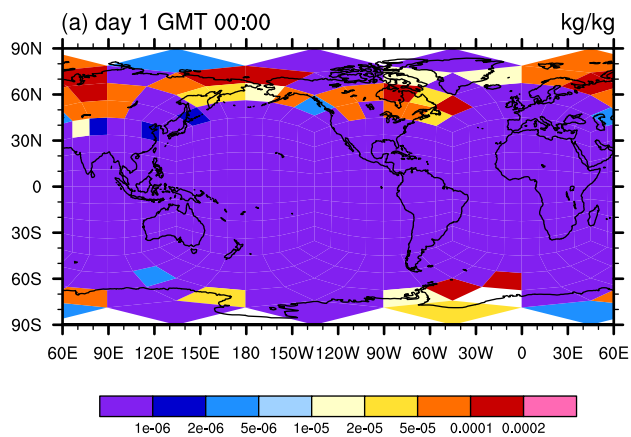 (a) day 1 GMT 00:00 kg/kg
90N
60N
30N
0
30S
60S
90S
60E 90E 120E 150E 180 150W 120W 90W 60W 30W 0 30E 60E
1e-06 2e-06 5e-06 1e-05 2e-05 5e-05 0.0001 0.0002